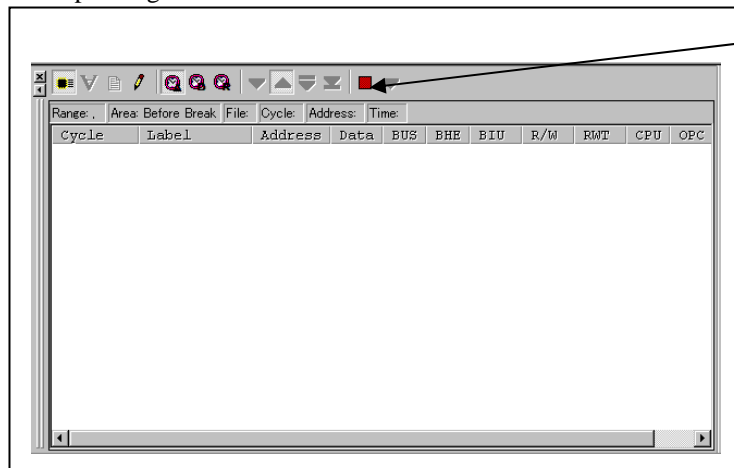 Range: , Area: Before Break File: Cycle: Address: Time:
Cycle Label Address Data BUS BHE BIU R/W RWT CPU OPC